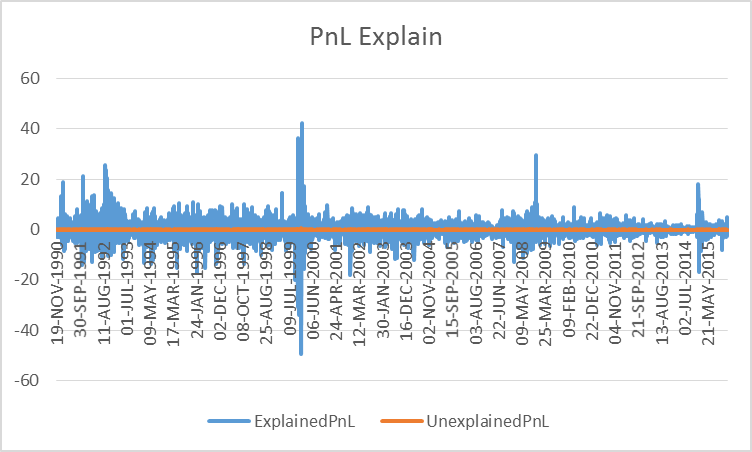 PnL Explain
60
40
20
0
-20
-40
-60
19-NOV-1990
30-SEP-1991
11-AUG-1992
01-JUL-1993
09-MAY-1994
17-MAR-1995
24-JAN-1996
02-DEC-1996
08-OCT-1997
25-AUG-1998
09-JUL-1999
06-JUN-2000
24-APR-2001
12-MAR-2002
30-JAN-2003
16-DEC-2003
02-NOV-2004
15-SEP-2005
03-AUG-2006
22-JUN-2007
09-MAY-2008
25-MAR-2009
09-FEB-2010
22-DEC-2010
04-NOV-2011
21-SEP-2012
13-AUG-2013
02-JUL-2014
21-MAY-2015
ExplainedPnL
UnexplainedPnL